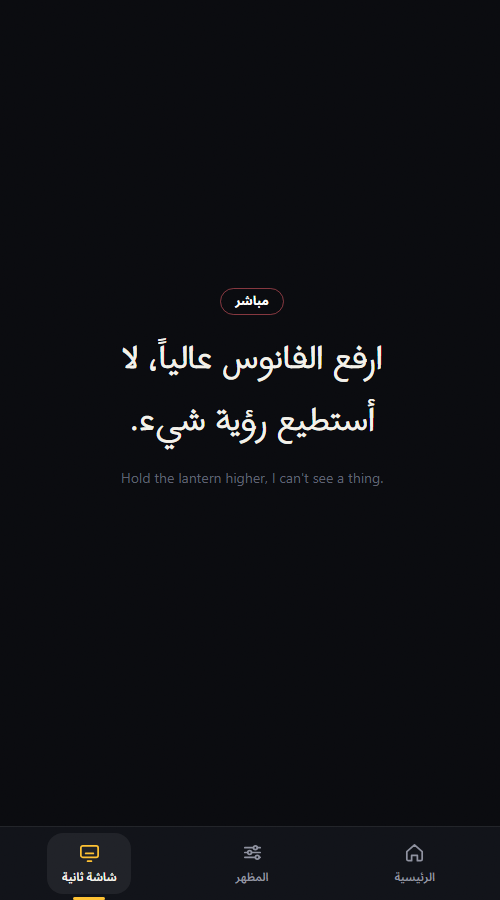 مباشر
ارفع الفانوس عالياً، لا
أستطيع رؤية شيء.
Hold the lantern higher, I can't see a thing.
الرئيسية
المظهر
شاشة ثانية